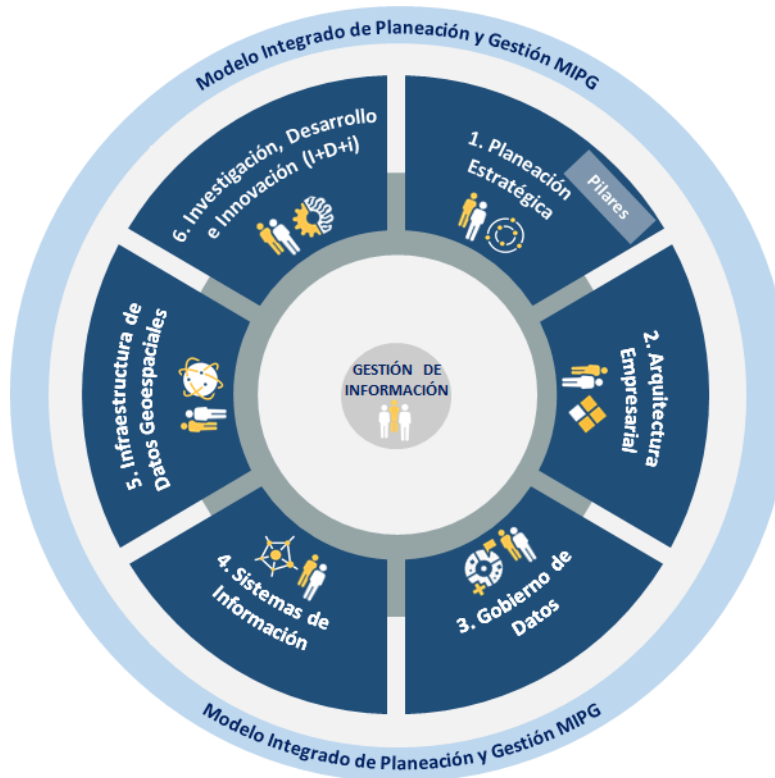 Modelo Integrado de Planeación y Gestión MIPG
1. Planeación
Estratégica
Pilares
2. Arquitectura
Empresarial
3. Gobierno de
Datos
4. Sistemas de
Información
5. Infraestructura de
Datos Geoespaciales
6. Investigación, Desarrollo
e Innovación (I+D+i)
GESTIÓN DE
INFORMACIÓN
Modelo Integrado de Planeación y Gestión MIPG